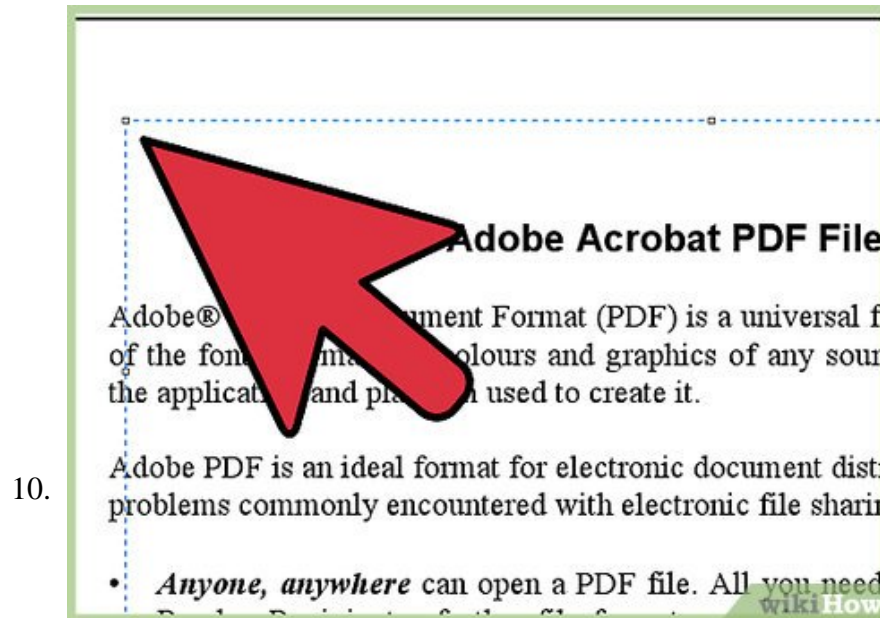 Adobe Acrobat PDF File
Adobe® ument Format (PDF) is a universal f
of the fon olours and graphics of any sour
the applicat and pla used to create it.
10.
Adobe PDF is an ideal format for electronic document distr
problems commonly encountered with electronic file sharin
• Anyone, anywhere can open a PDF file. All you need
wikiHow